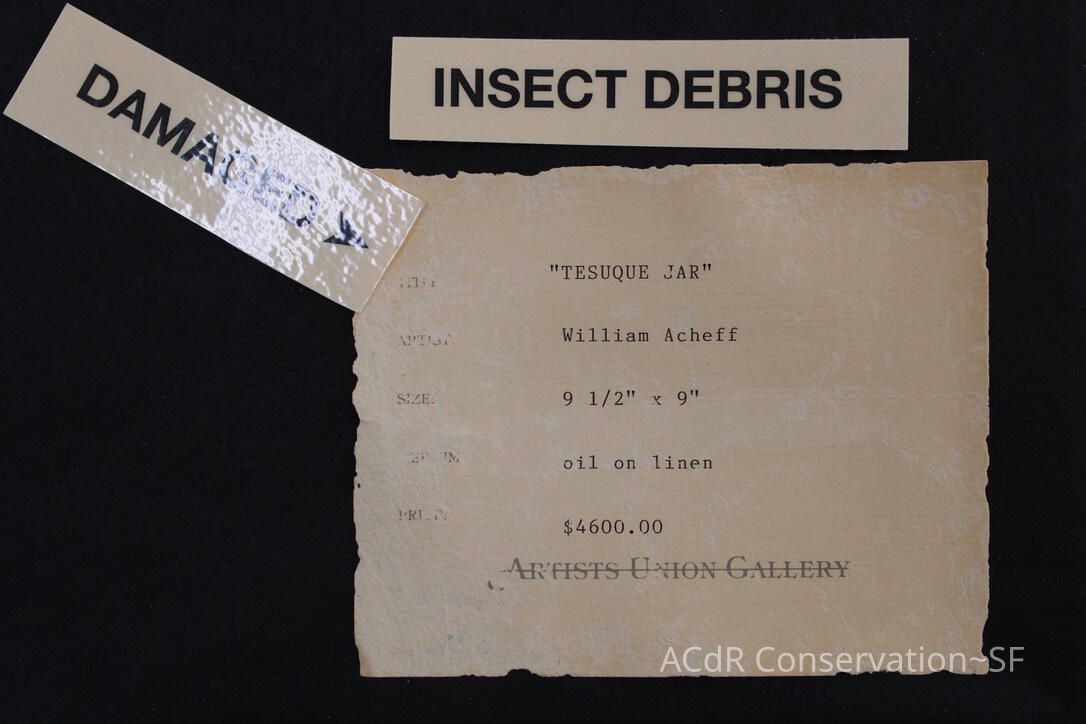 DAMAGED
INSECT DEBRIS
"TESUQUE JAR"
ARTIST:
William Acheff
SIZE:
9 1/2" x 9"
oil on linen
$4600.00
ARTISTS UNION GALLERY
ACdR Conservation~SF